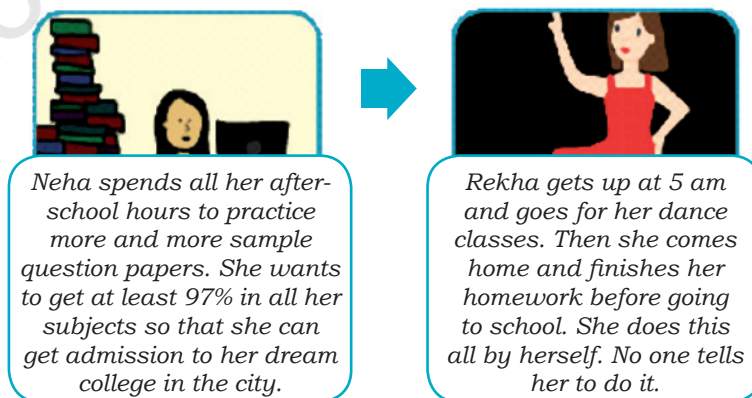 Neha spends all her after-
school hours to practice
more and more sample
question papers. She wants
to get at least 97% in all her
subjects so that she can
get admission to her dream
college in the city.
Rekha gets up at 5 am
and goes for her dance
classes. Then she comes
home and finishes her
homework before going
to school. She does this
all by herself. No one tells
her to do it.